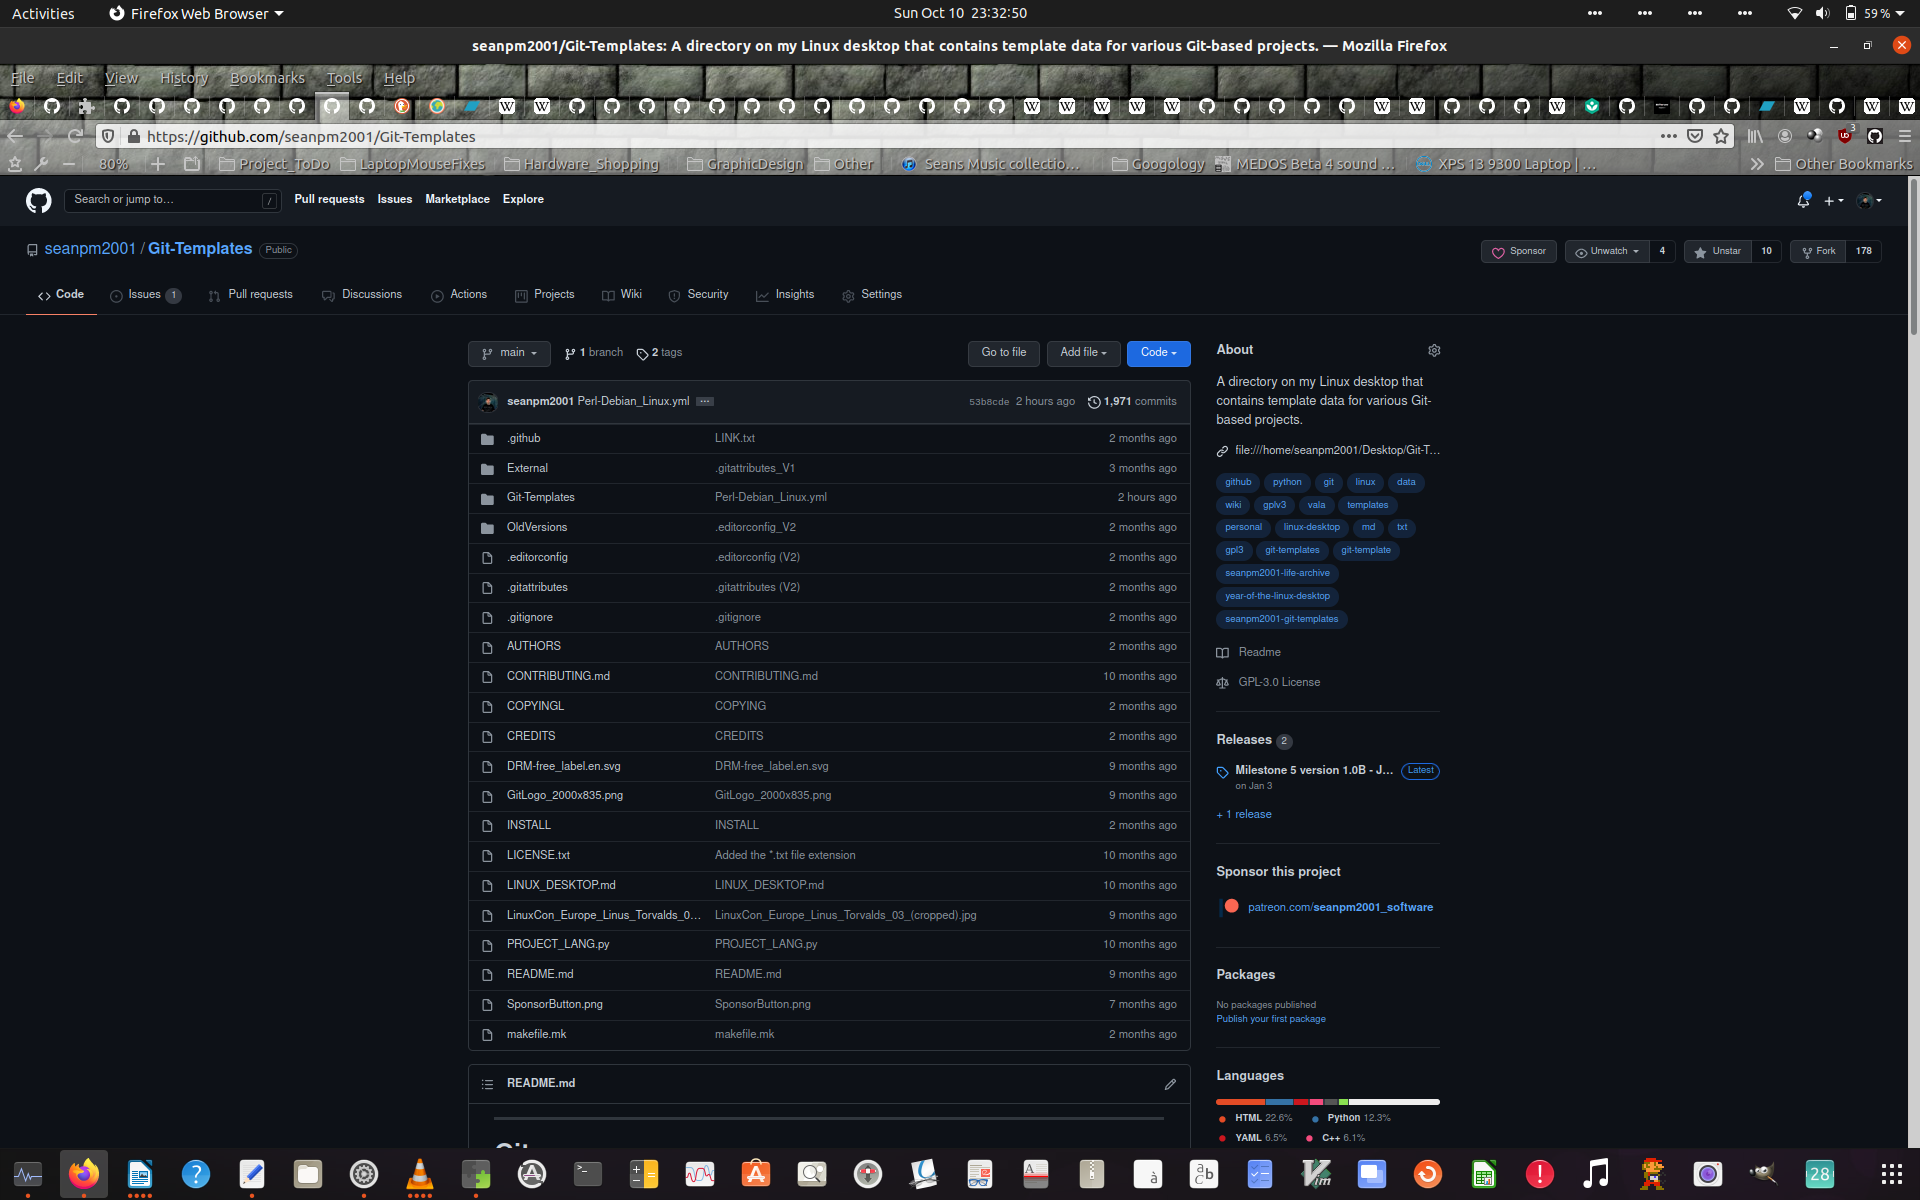 Activities Firefox Web Browser Sun Oct 10 23:32:50 59 %
seanpm2001/Git-Templates: A directory on my Linux desktop that contains template data for various Git-based projects. — Mozilla Firefox
File Edit View History Bookmarks Tools Help
https://github.com/seanpm2001/Git-Templates 3
80% Project_ToDo LaptopMouseFixes Hardware_Shopping GraphicDesign Other Seans Music collectio… Googology MEDOS Beta 4 sound … XPS 13 9300 Laptop | … Other Bookmarks
Search or jump to… / Pull requests Issues Marketplace Explore
seanpm2001 / Git-Templates Public Sponsor Unwatch 4 Unstar 10 Fork 178
Code Issues 1 Pull requests Discussions Actions Projects Wiki Security Insights Settings
main 1 branch 2 tags Go to file Add file Code
seanpm2001 Perl-Debian_Linux.yml 53b8cde 2 hours ago 1,971 commits
.github LINK.txt 2 months ago
External .gitattributes_V1 3 months ago
Git-Templates Perl-Debian_Linux.yml 2 hours ago
OldVersions .editorconfig_V2 2 months ago
.editorconfig .editorconfig (V2) 2 months ago
.gitattributes .gitattributes (V2) 2 months ago
.gitignore .gitignore 2 months ago
AUTHORS AUTHORS 2 months ago
CONTRIBUTING.md CONTRIBUTING.md 10 months ago
COPYINGL COPYING 2 months ago
CREDITS CREDITS 2 months ago
DRM-free_label.en.svg DRM-free_label.en.svg 9 months ago
GitLogo_2000x835.png GitLogo_2000x835.png 9 months ago
INSTALL INSTALL 2 months ago
LICENSE.txt Added the *.txt file extension 10 months ago
LINUX_DESKTOP.md LINUX_DESKTOP.md 10 months ago
LinuxCon_Europe_Linus_Torvalds_0… LinuxCon_Europe_Linus_Torvalds_03_(cropped).jpg 9 months ago
PROJECT_LANG.py PROJECT_LANG.py 10 months ago
README.md README.md 9 months ago
SponsorButton.png SponsorButton.png 7 months ago
makefile.mk makefile.mk 2 months ago
README.md
About
A directory on my Linux desktop that
contains template data for various Git-
based projects.
file:///home/seanpm2001/Desktop/Git-T…
github python git linux data
wiki gplv3 vala templates
personal linux-desktop md txt
gpl3 git-templates git-template
seanpm2001-life-archive
year-of-the-linux-desktop
seanpm2001-git-templates
Readme
GPL-3.0 License
Releases 2
Milestone 5 version 1.0B - J… Latest
on Jan 3
+ 1 release
Sponsor this project
patreon.com/seanpm2001_software
Packages
No packages published
Publish your first package
Languages
HTML 22.6% Python 12.3%
YAML 6.5% C++ 6.1%
28